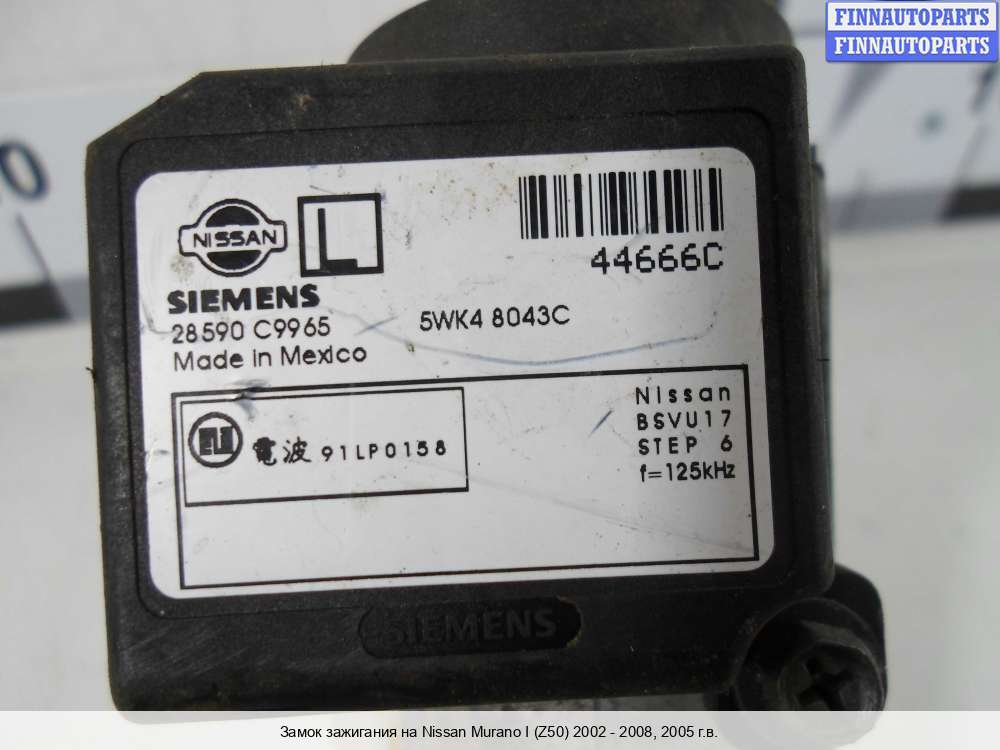 FINNAUTOPARTS
FINNAUTOPARTS
NISSAN
L
44666C
SIEMENS
28590 C9965
5WK4 8043C
Made in Mexico
電波 91LP0158
Nissan
BSVU17
STEP 6
f=125kHz
SIEMENS
Замок зажигания на Nissan Murano I (Z50) 2002 - 2008, 2005 г.в.